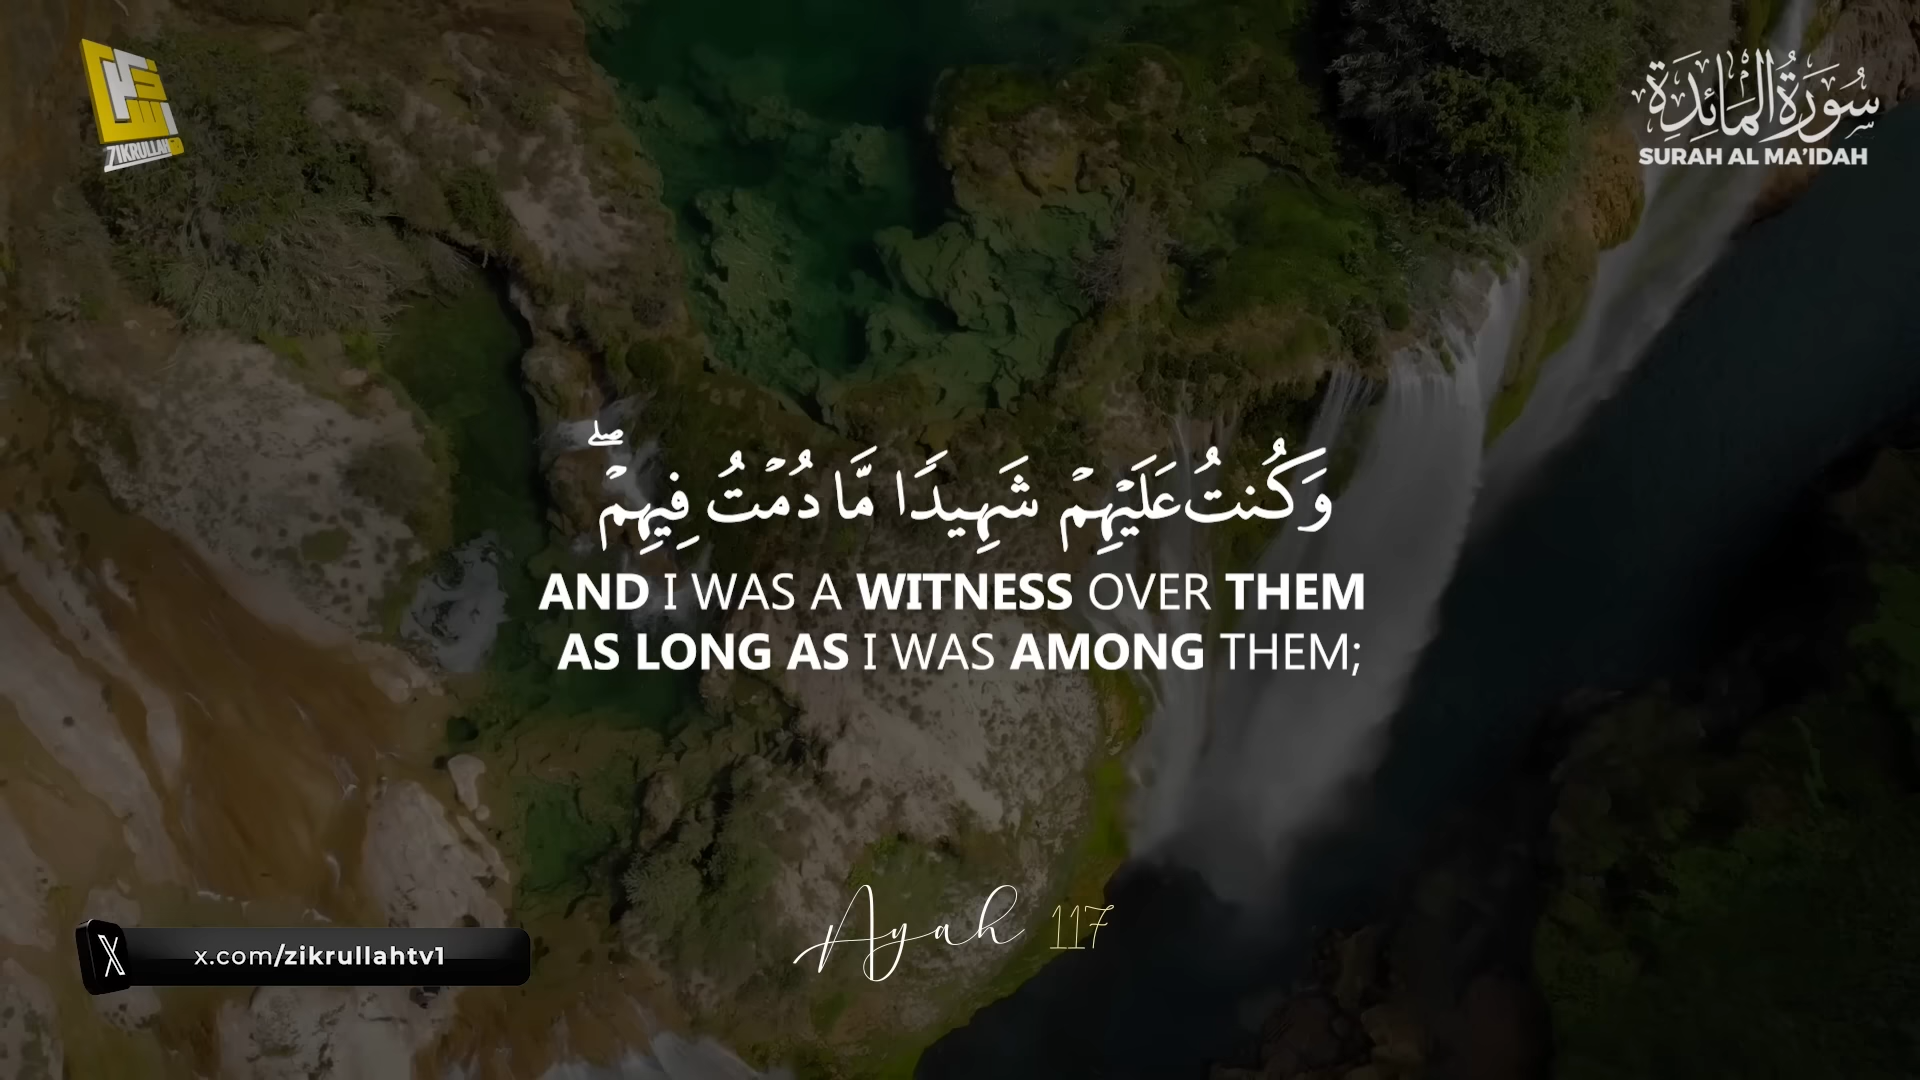 ZIKRULLAH
سُورَةُ المَائِدَة
SURAH AL MA'IDAH
وَكُنتُ عَلَيْهِمْ شَهِيدًا مَّا دُمْتُ فِيهِمْ ۖ
AND I WAS A WITNESS OVER THEM
AS LONG AS I WAS AMONG THEM;
Ayah 117
x.com/zikrullahtv1